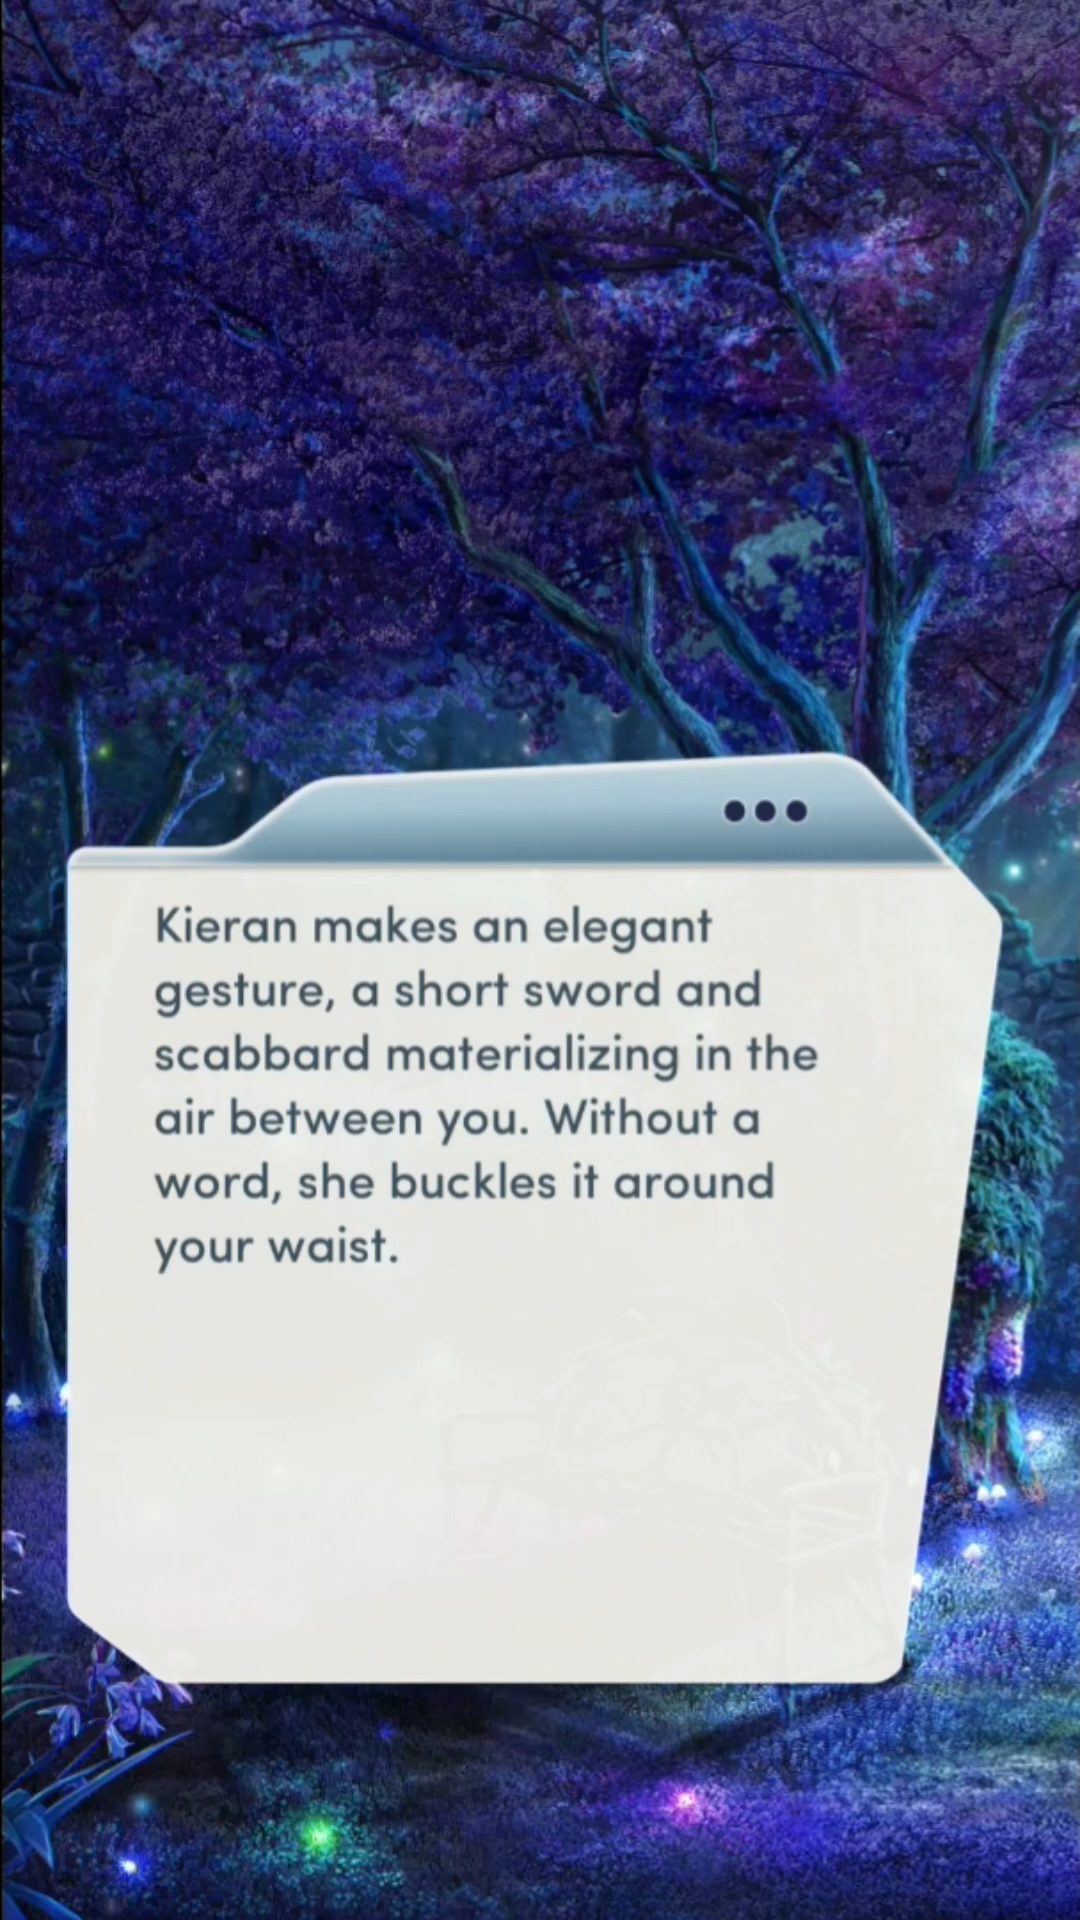 Kieran makes an elegant
gesture, a short sword and
scabbard materializing in the
air between you. Without a
word, she buckles it around
your waist.